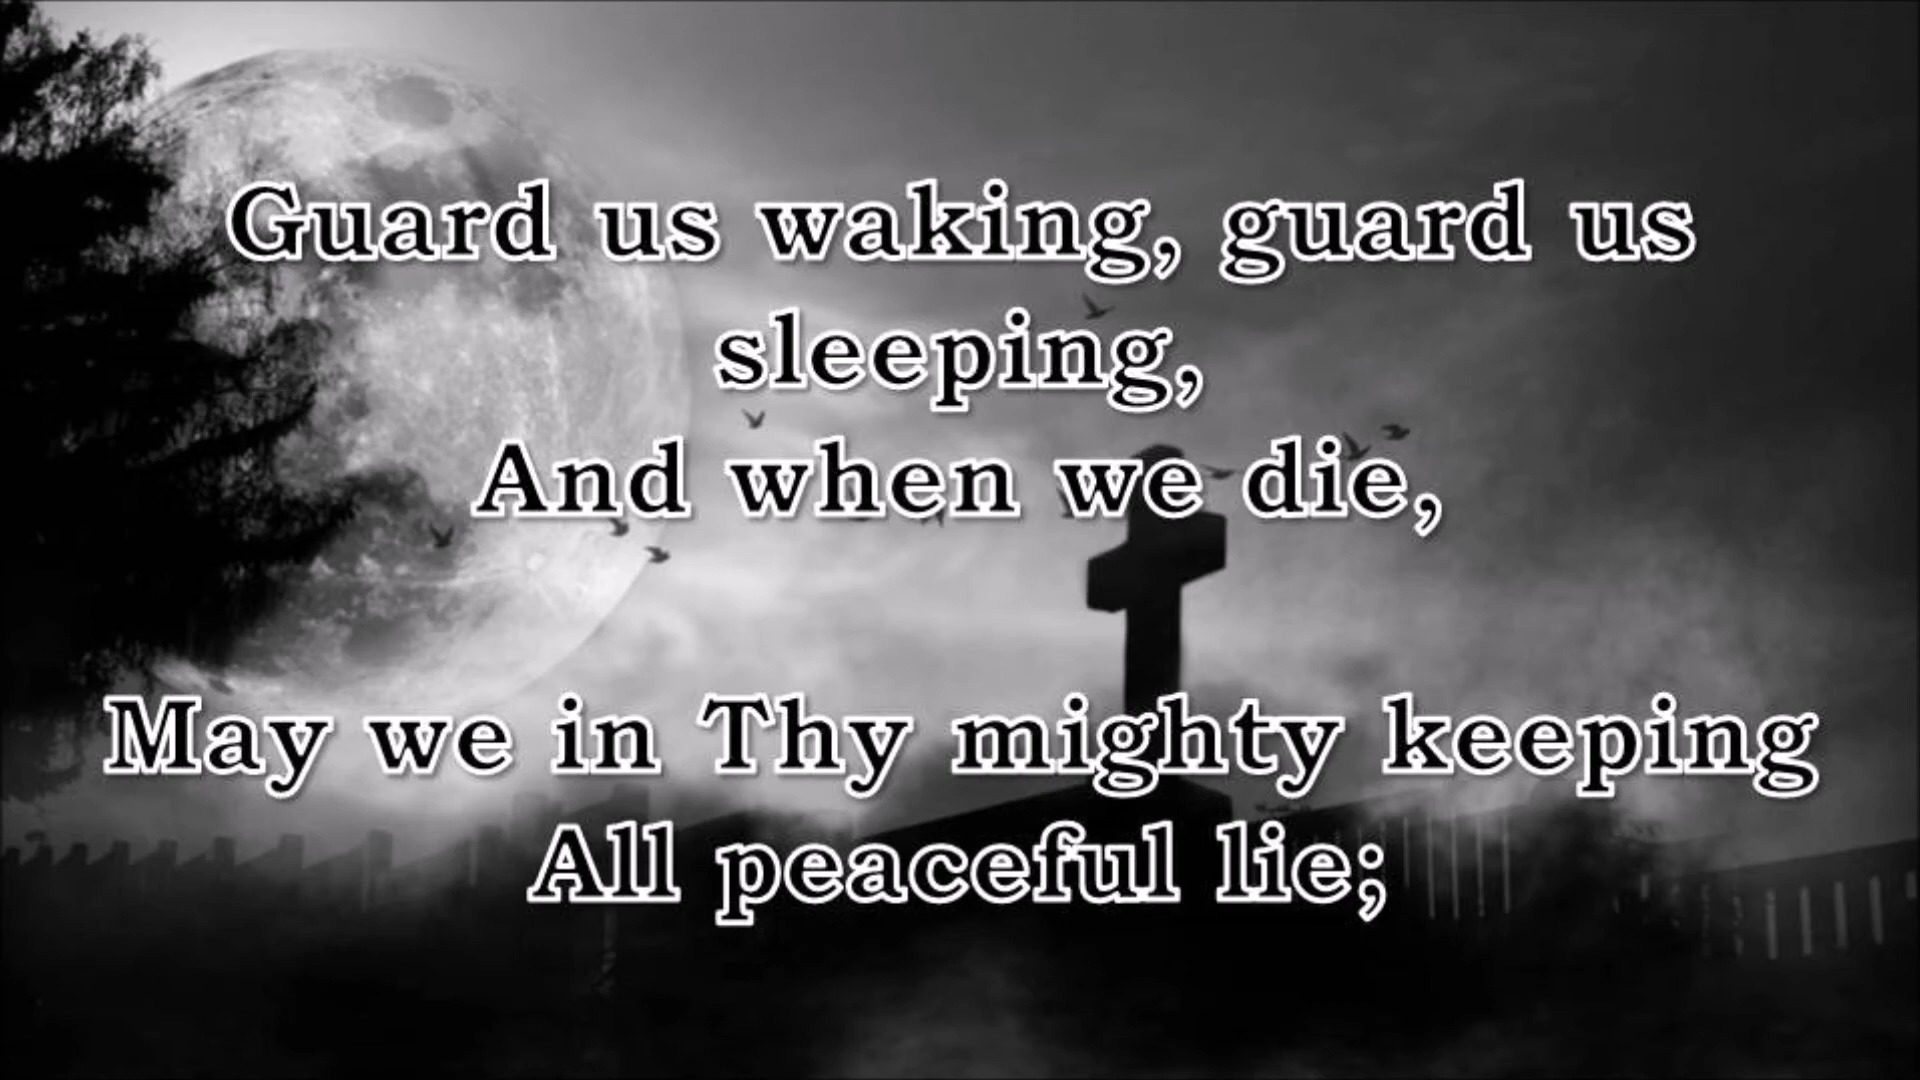 Guard us waking, guard us
sleeping,
And when we die,
May we in Thy mighty keeping
All peaceful lie;